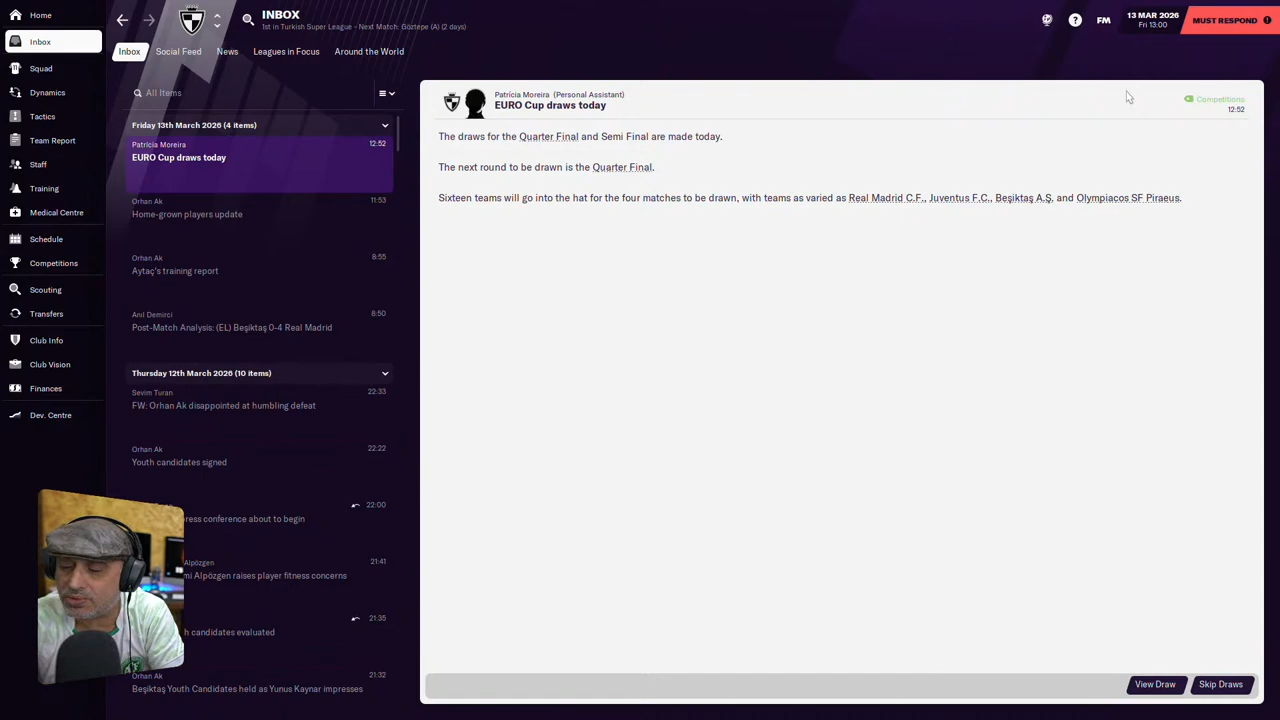 Home
Inbox
Squad
Dynamics
Tactics
Team Report
Staff
Training
Medical Centre
Schedule
Competitions
Scouting
Transfers
Club Info
Club Vision
Finances
Dev. Centre
INBOX
1st in Turkish Super League - Next Match: Göztepe (A) (2 days)
?
FM
13 MAR 2026
Fri 13:00
MUST RESPOND
Inbox
Social Feed
News
Leagues in Focus
Around the World
All Items
Friday 13th March 2026 (4 items)
Patrícia Moreira 12:52
EURO Cup draws today
Orhan Ak 11:53
Home-grown players update
Orhan Ak 8:55
Aytaç's training report
Anıl Demirci 8:50
Post-Match Analysis: (EL) Beşiktaş 0-4 Real Madrid
Thursday 12th March 2026 (10 items)
Sevim Turan 22:33
FW: Orhan Ak disappointed at humbling defeat
Orhan Ak 22:22
Youth candidates signed
22:00
ress conference about to begin
Alpözgen 21:41
mi Alpözgen raises player fitness concerns
21:35
h candidates evaluated
Orhan Ak 21:32
Beşiktaş Youth Candidates held as Yunus Kaynar impresses
Patrícia Moreira (Personal Assistant)
EURO Cup draws today
Competitions
12:52
The draws for the Quarter Final and Semi Final are made today.
The next round to be drawn is the Quarter Final.
Sixteen teams will go into the hat for the four matches to be drawn, with teams as varied as Real Madrid C.F., Juventus F.C., Beşiktaş A.Ş. and Olympiacos SF Piraeus.
View Draw
Skip Draws